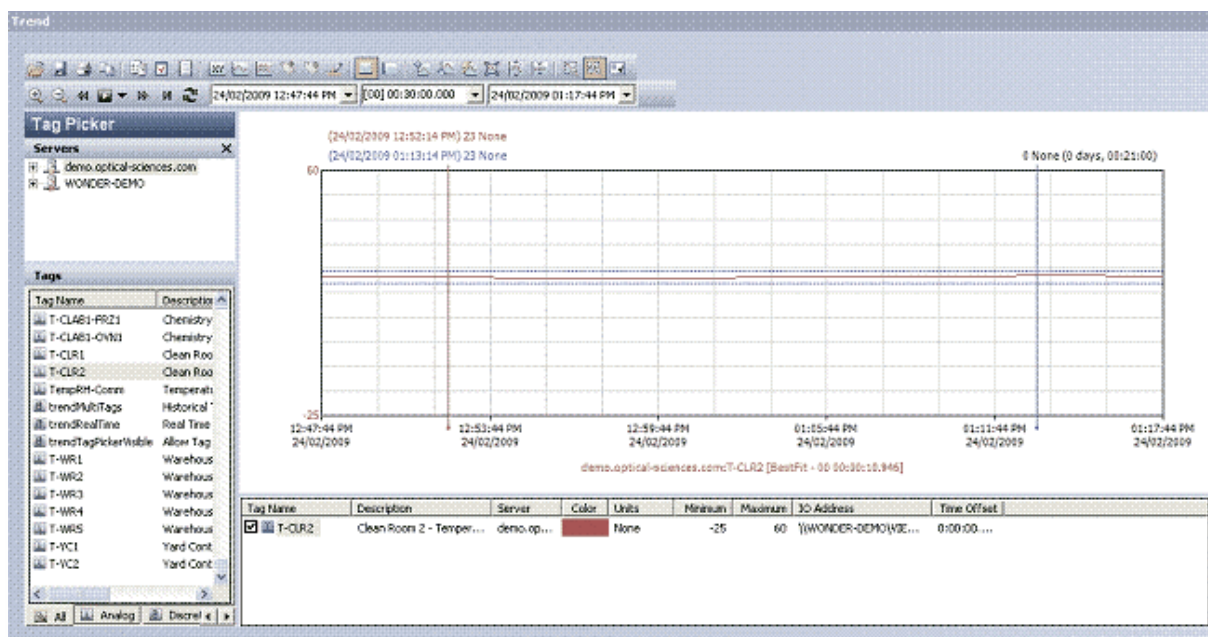 Trend
24/02/2009 12:47:44 PM [00] 00:30:00.000 24/02/2009 01:17:44 PM
Tag Picker
Servers
demo.optical-sciences.com
WONDER-DEMO
Tags
Tag Name Description
T-CLAB1-FRZ1 Chemistry
T-CLAB1-OVN1 Chemistry
T-CLR1 Clean Roo
T-CLR2 Clean Roo
TempRH-Comm Temperatu
trendMultiTags Historical
trendRealTime Real Time
trendTagPickerVisible Allow Tag
T-WR1 Warehous
T-WR2 Warehous
T-WR3 Warehous
T-WR4 Warehous
T-WR5 Warehous
T-YC1 Yard Cont
T-YC2 Yard Cont
All Analog Discret
(24/02/2009 12:52:14 PM) 23 None
(24/02/2009 01:13:14 PM) 23 None
0 None (0 days, 00:21:00)
60
-25
12:47:44 PM 12:53:44 PM 12:59:44 PM 01:05:44 PM 01:11:44 PM 01:17:44 PM
24/02/2009 24/02/2009 24/02/2009 24/02/2009 24/02/2009 24/02/2009
demo.optical-sciences.com:T-CLR2 [BestFit - 00 00:00:10.946]
Tag Name Description Server Color Units Minimum Maximum IO Address Time Offset
T-CLR2 Clean Room 2 - Temper... demo.op... None -25 60 \\WONDER-DEMO\VIE... 0:00:00....